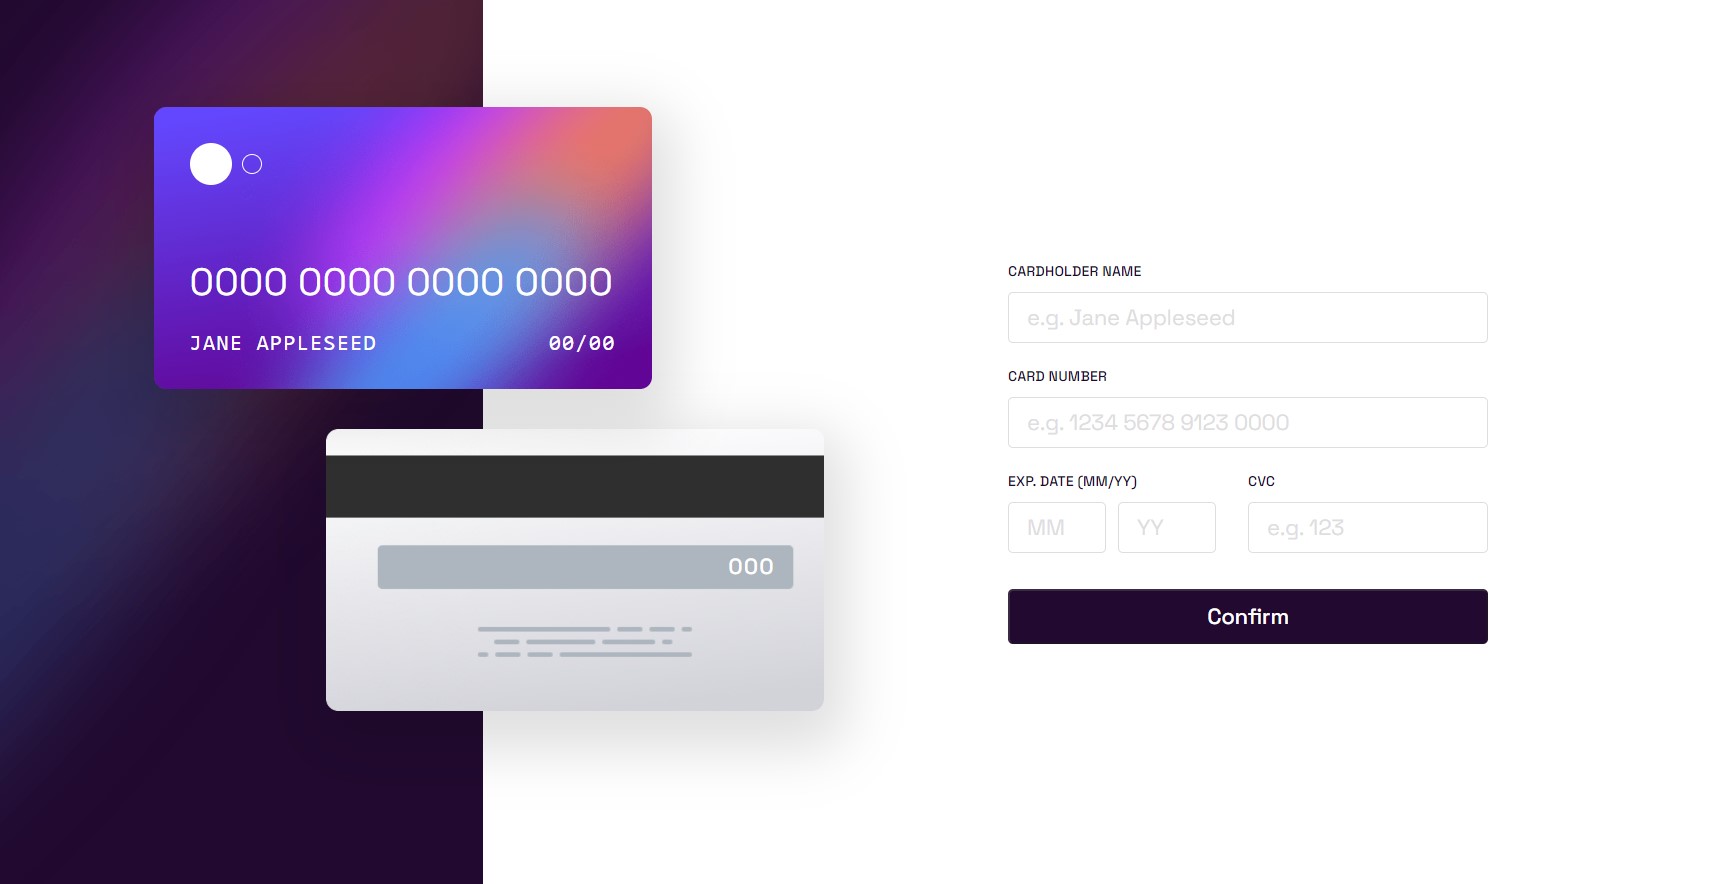 0000 0000 0000 0000
JANE APPLESEED 00/00
000
CARDHOLDER NAME
e.g. Jane Appleseed
CARD NUMBER
e.g. 1234 5678 9123 0000
EXP. DATE (MM/YY) CVC
MM YY e.g. 123
Confirm